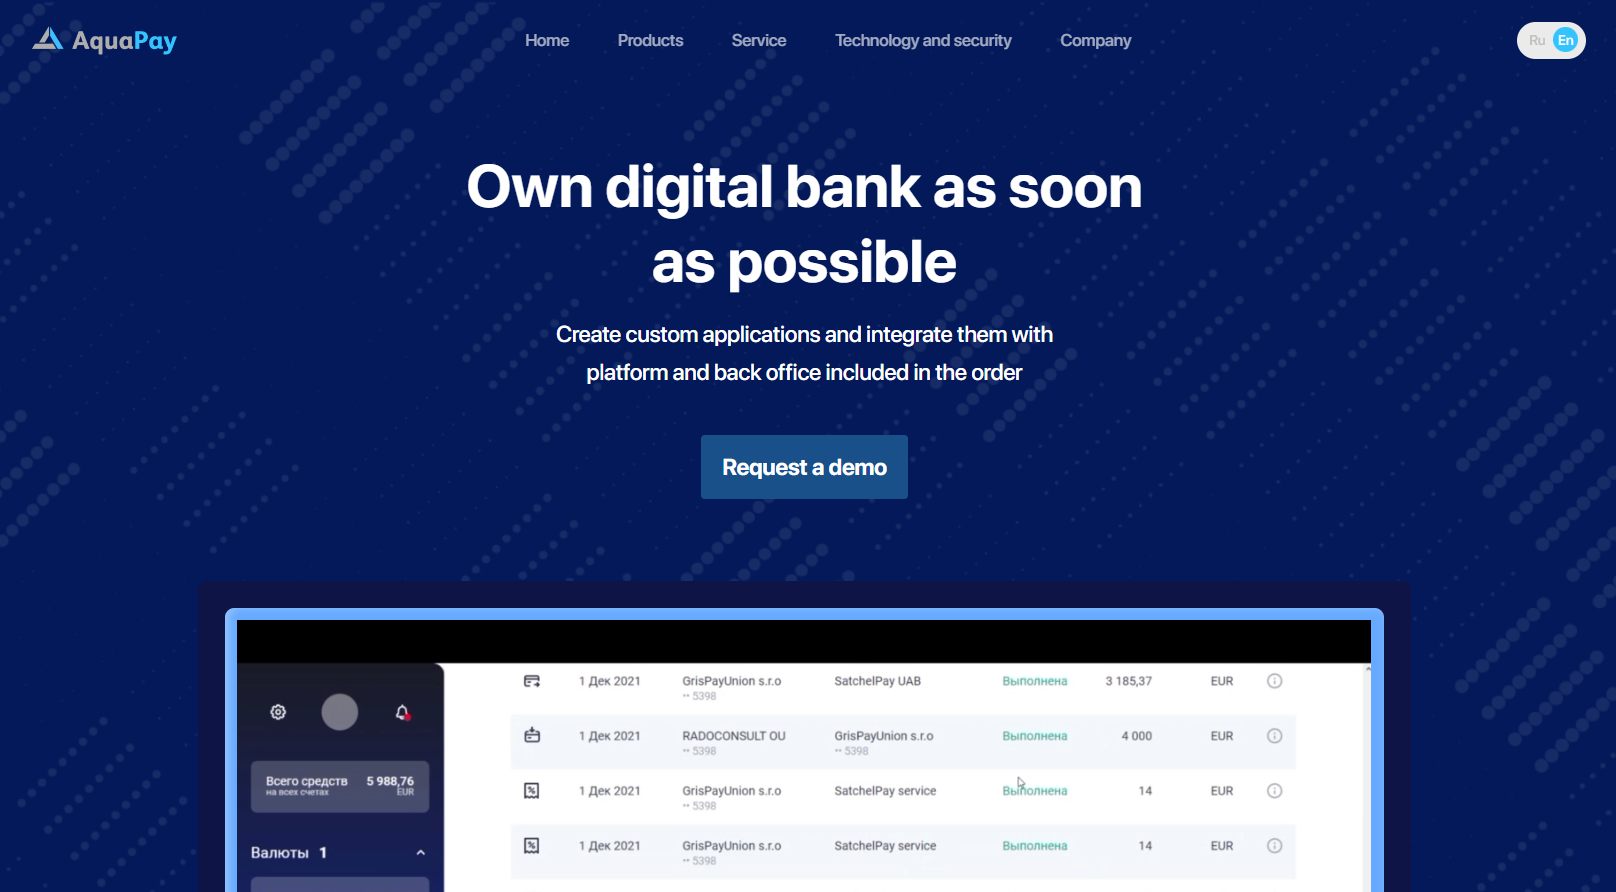 AquaPay
Home Products Service Technology and security Company
Ru En
Own digital bank as soon
as possible
Create custom applications and integrate them with
platform and back office included in the order
Request a demo
1 Дек 2021 GrisPayUnion s.r.o SatchelPay UAB Выполнена 3 185,37 EUR
•• 5398
1 Дек 2021 RADOCONSULT OU GrisPayUnion s.r.o Выполнена 4 000 EUR
•• 5398 •• 5398
Всего средств 5 988,76
на всех счетах EUR
1 Дек 2021 GrisPayUnion s.r.o SatchelPay service Выполнена 14 EUR
•• 5398
Валюты 1
1 Дек 2021 GrisPayUnion s.r.o SatchelPay service Выполнена 14 EUR
•• 5398